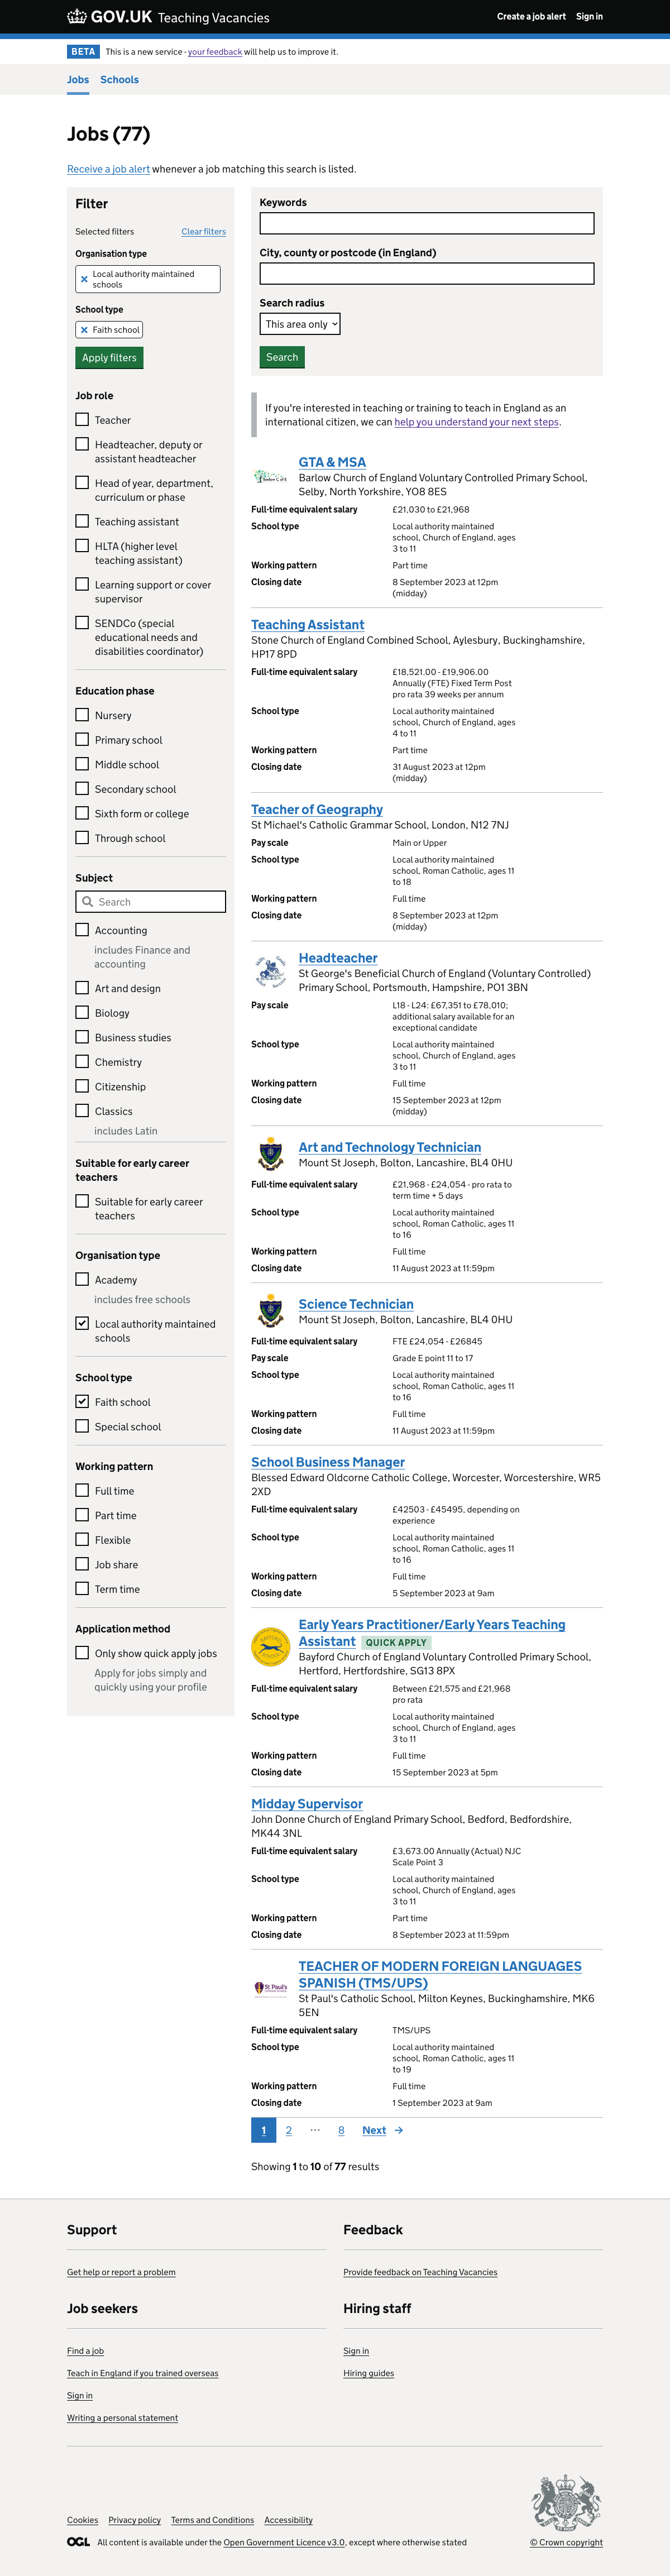 GOV.UK Teaching Vacancies
Create a job alert Sign in
BETA This is a new service - your feedback will help us to improve it.
Jobs Schools
Jobs (77)
Receive a job alert whenever a job matching this search is listed.
Filter
Selected filters Clear filters
Organisation type
Local authority maintained
schools
School type
Faith school
Apply filters
Job role
Teacher
Headteacher, deputy or
assistant headteacher
Head of year, department,
curriculum or phase
Teaching assistant
HLTA (higher level
teaching assistant)
Learning support or cover
supervisor
SENDCo (special
educational needs and
disabilities coordinator)
Education phase
Nursery
Primary school
Middle school
Secondary school
Sixth form or college
Through school
Subject
Search
Accounting
includes Finance and
accounting
Art and design
Biology
Business studies
Chemistry
Citizenship
Classics
includes Latin
Suitable for early career
teachers
Suitable for early career
teachers
Organisation type
Academy
includes free schools
Local authority maintained
schools
School type
Faith school
Special school
Working pattern
Full time
Part time
Flexible
Job share
Term time
Application method
Only show quick apply jobs
Apply for jobs simply and
quickly using your profile
Keywords
City, county or postcode (in England)
Search radius
This area only
Search
If you're interested in teaching or training to teach in England as an
international citizen, we can help you understand your next steps.
GTA & MSA
Barlow Church of England Voluntary Controlled Primary School,
Selby, North Yorkshire, YO8 8ES
Full-time equivalent salary £21,030 to £21,968
School type Local authority maintained
school, Church of England, ages
3 to 11
Working pattern Part time
Closing date 8 September 2023 at 12pm
(midday)
Teaching Assistant
Stone Church of England Combined School, Aylesbury, Buckinghamshire,
HP17 8PD
Full-time equivalent salary £18,521.00 - £19,906.00
Annually (FTE) Fixed Term Post
pro rata 39 weeks per annum
School type Local authority maintained
school, Church of England, ages
4 to 11
Working pattern Part time
Closing date 31 August 2023 at 12pm
(midday)
Teacher of Geography
St Michael's Catholic Grammar School, London, N12 7NJ
Pay scale Main or Upper
School type Local authority maintained
school, Roman Catholic, ages 11
to 18
Working pattern Full time
Closing date 8 September 2023 at 12pm
(midday)
Headteacher
St George's Beneficial Church of England (Voluntary Controlled)
Primary School, Portsmouth, Hampshire, PO1 3BN
Pay scale L18 - L24: £67,351 to £78,010;
additional salary available for an
exceptional candidate
School type Local authority maintained
school, Church of England, ages
3 to 11
Working pattern Full time
Closing date 15 September 2023 at 12pm
(midday)
Art and Technology Technician
Mount St Joseph, Bolton, Lancashire, BL4 0HU
Full-time equivalent salary £21,968 - £24,054 - pro rata to
term time + 5 days
School type Local authority maintained
school, Roman Catholic, ages 11
to 16
Working pattern Full time
Closing date 11 August 2023 at 11:59pm
Science Technician
Mount St Joseph, Bolton, Lancashire, BL4 0HU
Full-time equivalent salary FTE £24,054 - £26845
Pay scale Grade E point 11 to 17
School type Local authority maintained
school, Roman Catholic, ages 11
to 16
Working pattern Full time
Closing date 11 August 2023 at 11:59pm
School Business Manager
Blessed Edward Oldcorne Catholic College, Worcester, Worcestershire, WR5
2XD
Full-time equivalent salary £42503 - £45495, depending on
experience
School type Local authority maintained
school, Roman Catholic, ages 11
to 16
Working pattern Full time
Closing date 5 September 2023 at 9am
Early Years Practitioner/Early Years Teaching
Assistant QUICK APPLY
Bayford Church of England Voluntary Controlled Primary School,
Hertford, Hertfordshire, SG13 8PX
Full-time equivalent salary Between £21,575 and £21,968
pro rata
School type Local authority maintained
school, Church of England, ages
3 to 11
Working pattern Full time
Closing date 15 September 2023 at 5pm
Midday Supervisor
John Donne Church of England Primary School, Bedford, Bedfordshire,
MK44 3NL
Full-time equivalent salary £3,673.00 Annually (Actual) NJC
Scale Point 3
School type Local authority maintained
school, Church of England, ages
3 to 11
Working pattern Part time
Closing date 8 September 2023 at 11:59pm
St Paul's
TEACHER OF MODERN FOREIGN LANGUAGES
SPANISH (TMS/UPS)
St Paul's Catholic School, Milton Keynes, Buckinghamshire, MK6
5EN
Full-time equivalent salary TMS/UPS
School type Local authority maintained
school, Roman Catholic, ages 11
to 19
Working pattern Full time
Closing date 1 September 2023 at 9am
1 2 ⋯ 8 Next →
Showing 1 to 10 of 77 results
Support
Get help or report a problem
Feedback
Provide feedback on Teaching Vacancies
Job seekers
Find a job
Teach in England if you trained overseas
Sign in
Writing a personal statement
Hiring staff
Sign in
Hiring guides
Cookies Privacy policy Terms and Conditions Accessibility
OGL All content is available under the Open Government Licence v3.0, except where otherwise stated
© Crown copyright